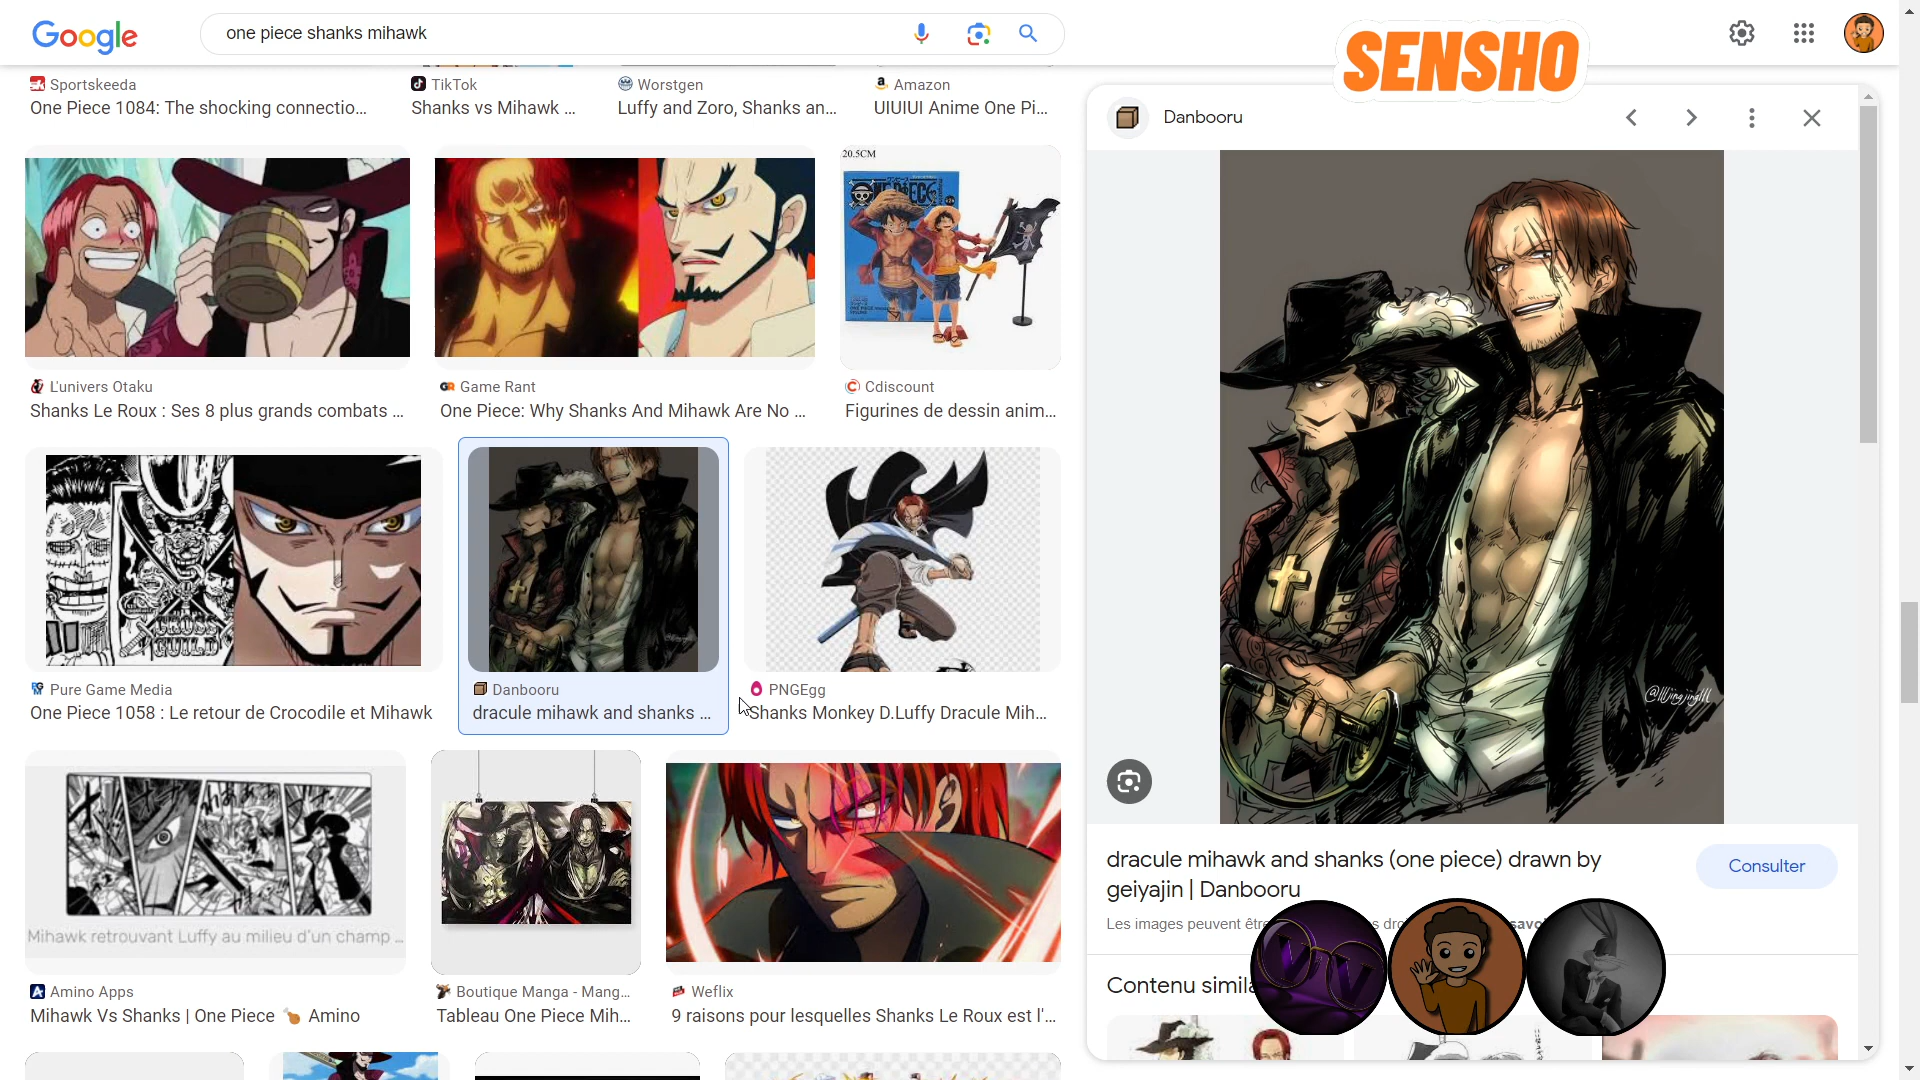 Google
one piece shanks mihawk
SENSHO
Sportskeeda
One Piece 1084: The shocking connectio...
TikTok
Shanks vs Mihawk ...
Worstgen
Luffy and Zoro, Shanks an...
Amazon
UIUIUI Anime One Pi...
Danbooru
20.5CM
L'univers Otaku
Shanks Le Roux : Ses 8 plus grands combats ...
Game Rant
One Piece: Why Shanks And Mihawk Are No ...
Cdiscount
Figurines de dessin anim...
CROSS
GUILD
Pure Game Media
One Piece 1058 : Le retour de Crocodile et Mihawk
Danbooru
dracule mihawk and shanks ...
PNGEgg
Shanks Monkey D.Luffy Dracule Mih...
@llljingjinglll
dracule mihawk and shanks (one piece) drawn by
geiyajin | Danbooru
Consulter
Les images peuvent
Mihawk retrouvant Luffy au milieu d'un champ ...
Amino Apps
Mihawk Vs Shanks | One Piece 🍗 Amino
Boutique Manga - Mang...
Tableau One Piece Mih...
Weflix
9 raisons pour lesquelles Shanks Le Roux est l'...
Contenu